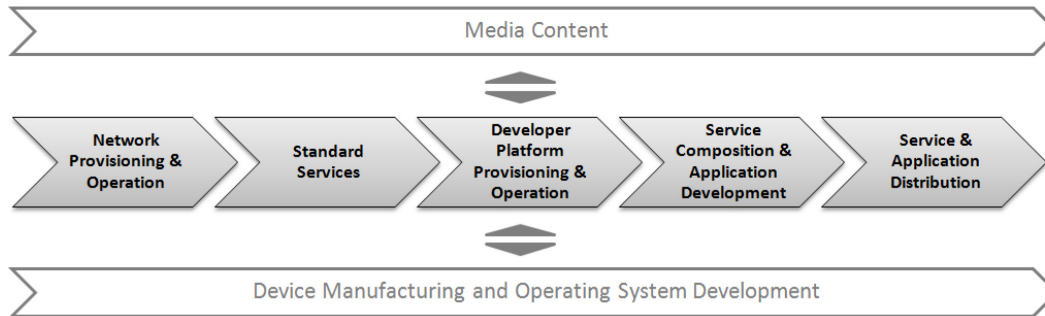 Media Content
Network
Provisioning &
Operation
Standard
Services
Developer
Platform
Provisioning &
Operation
Service
Composition &
Application
Development
Service &
Application
Distribution
Device Manufacturing and Operating System Development